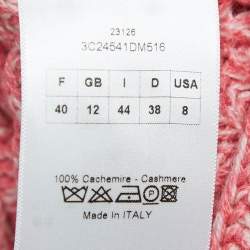 23126
3C24541DM516
F GB I D USA
40 12 44 38 8
100% Cachemire - Cashmere
Made In ITALY